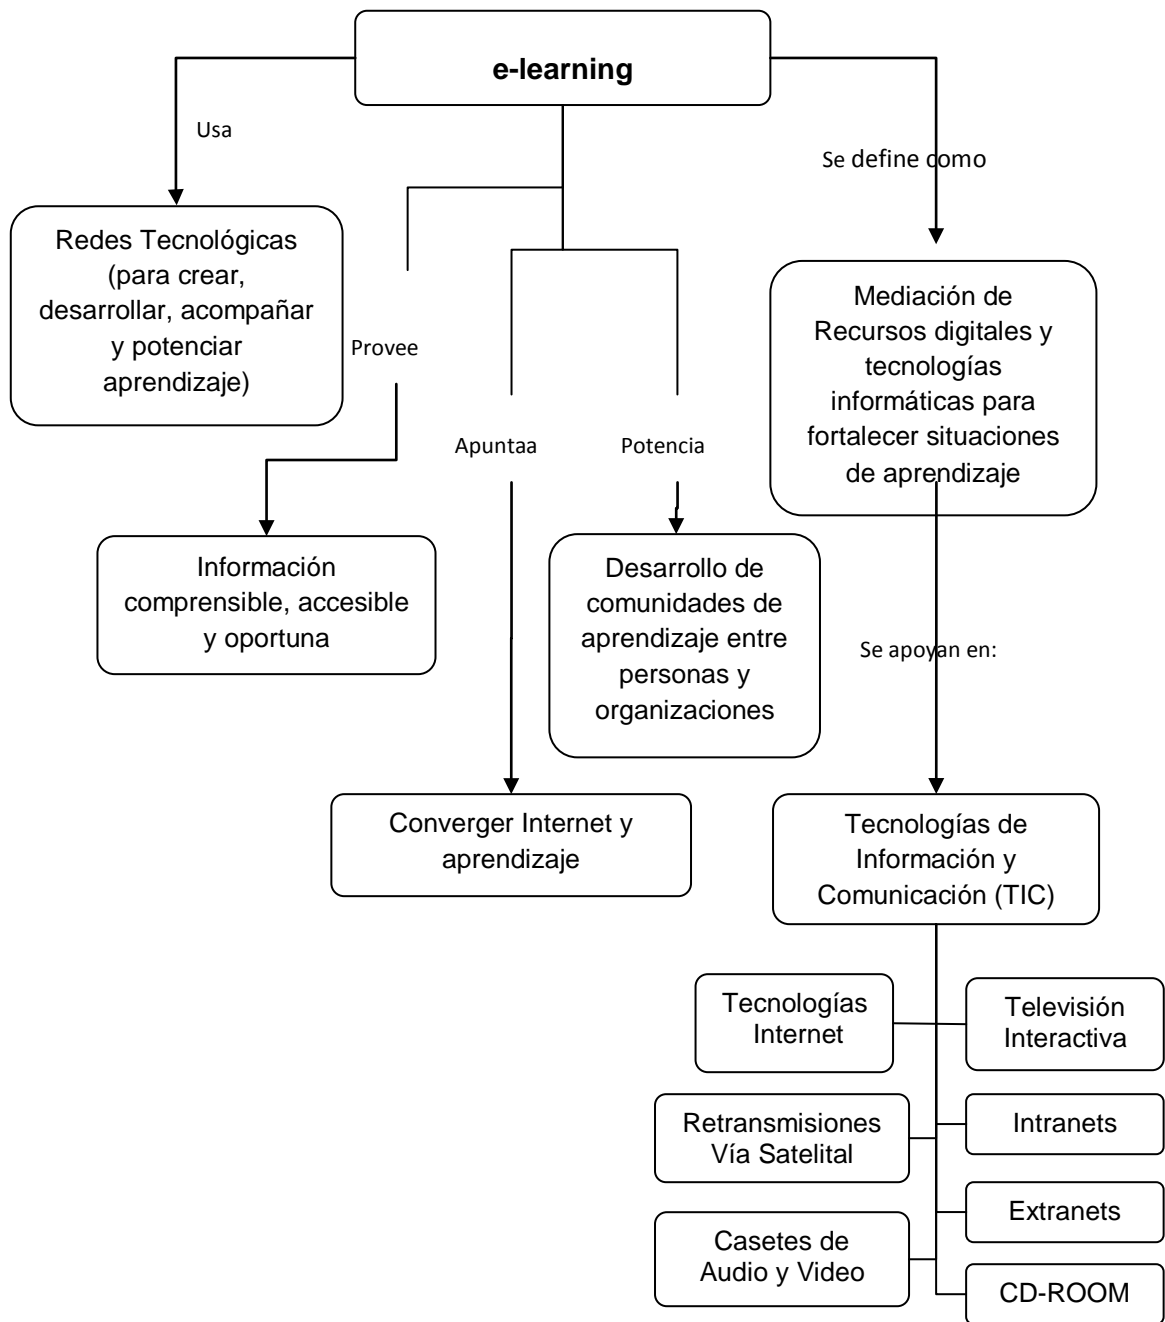 e-learning
Usa
Se define como
Redes Tecnológicas
(para crear,
desarrollar, acompañar
y potenciar
aprendizaje)
Provee
Mediación de
Recursos digitales y
tecnologías
informáticas para
fortalecer situaciones
de aprendizaje
Apuntaa
Potencia
Información
comprensible, accesible
y oportuna
Desarrollo de
comunidades de
aprendizaje entre
personas y
organizaciones
Se apoyan en:
Converger Internet y
aprendizaje
Tecnologías de
Información y
Comunicación (TIC)
Tecnologías
Internet
Televisión
Interactiva
Retransmisiones
Vía Satelital
Intranets
Extranets
Casetes de
Audio y Video
CD-ROOM